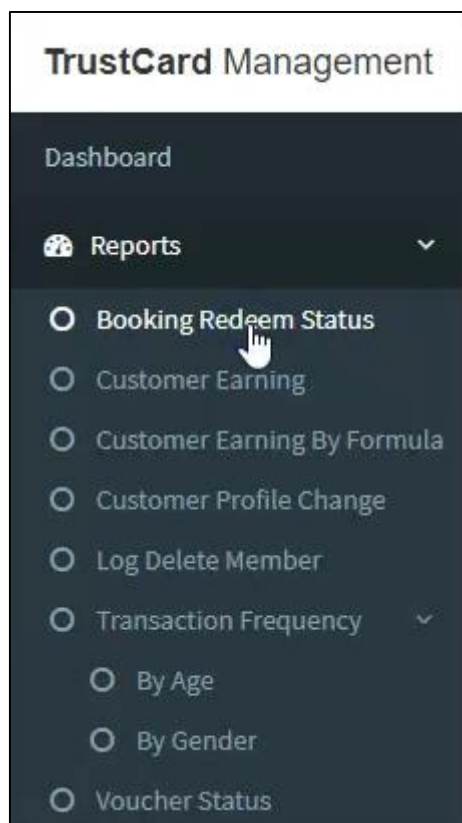 TrustCard Management
Dashboard
Reports
Booking Redeem Status
Customer Earning
Customer Earning By Formula
Customer Profile Change
Log Delete Member
Transaction Frequency
By Age
By Gender
Voucher Status